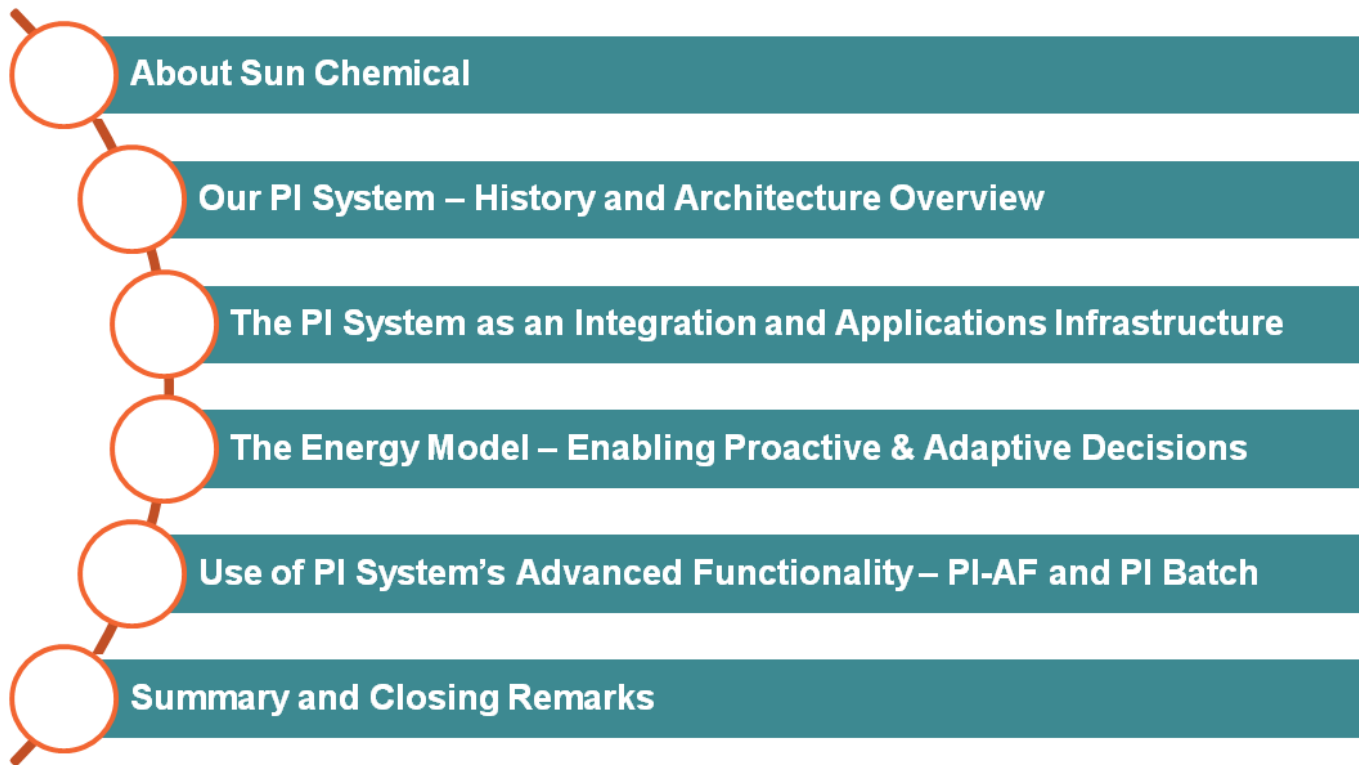 About Sun Chemical
Our PI System – History and Architecture Overview
The PI System as an Integration and Applications Infrastructure
The Energy Model – Enabling Proactive & Adaptive Decisions
Use of PI System’s Advanced Functionality – PI-AF and PI Batch
Summary and Closing Remarks